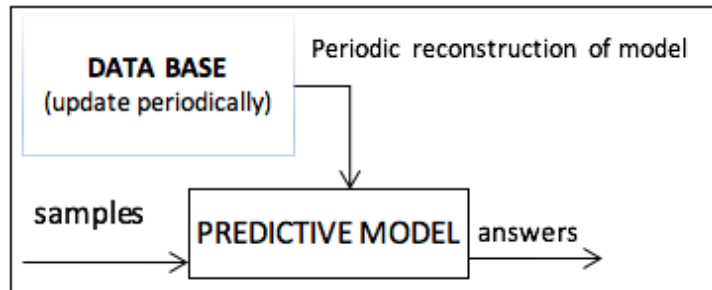 DATA BASE
(update periodically)
Periodic reconstruction of model
samples
PREDICTIVE MODEL
answers